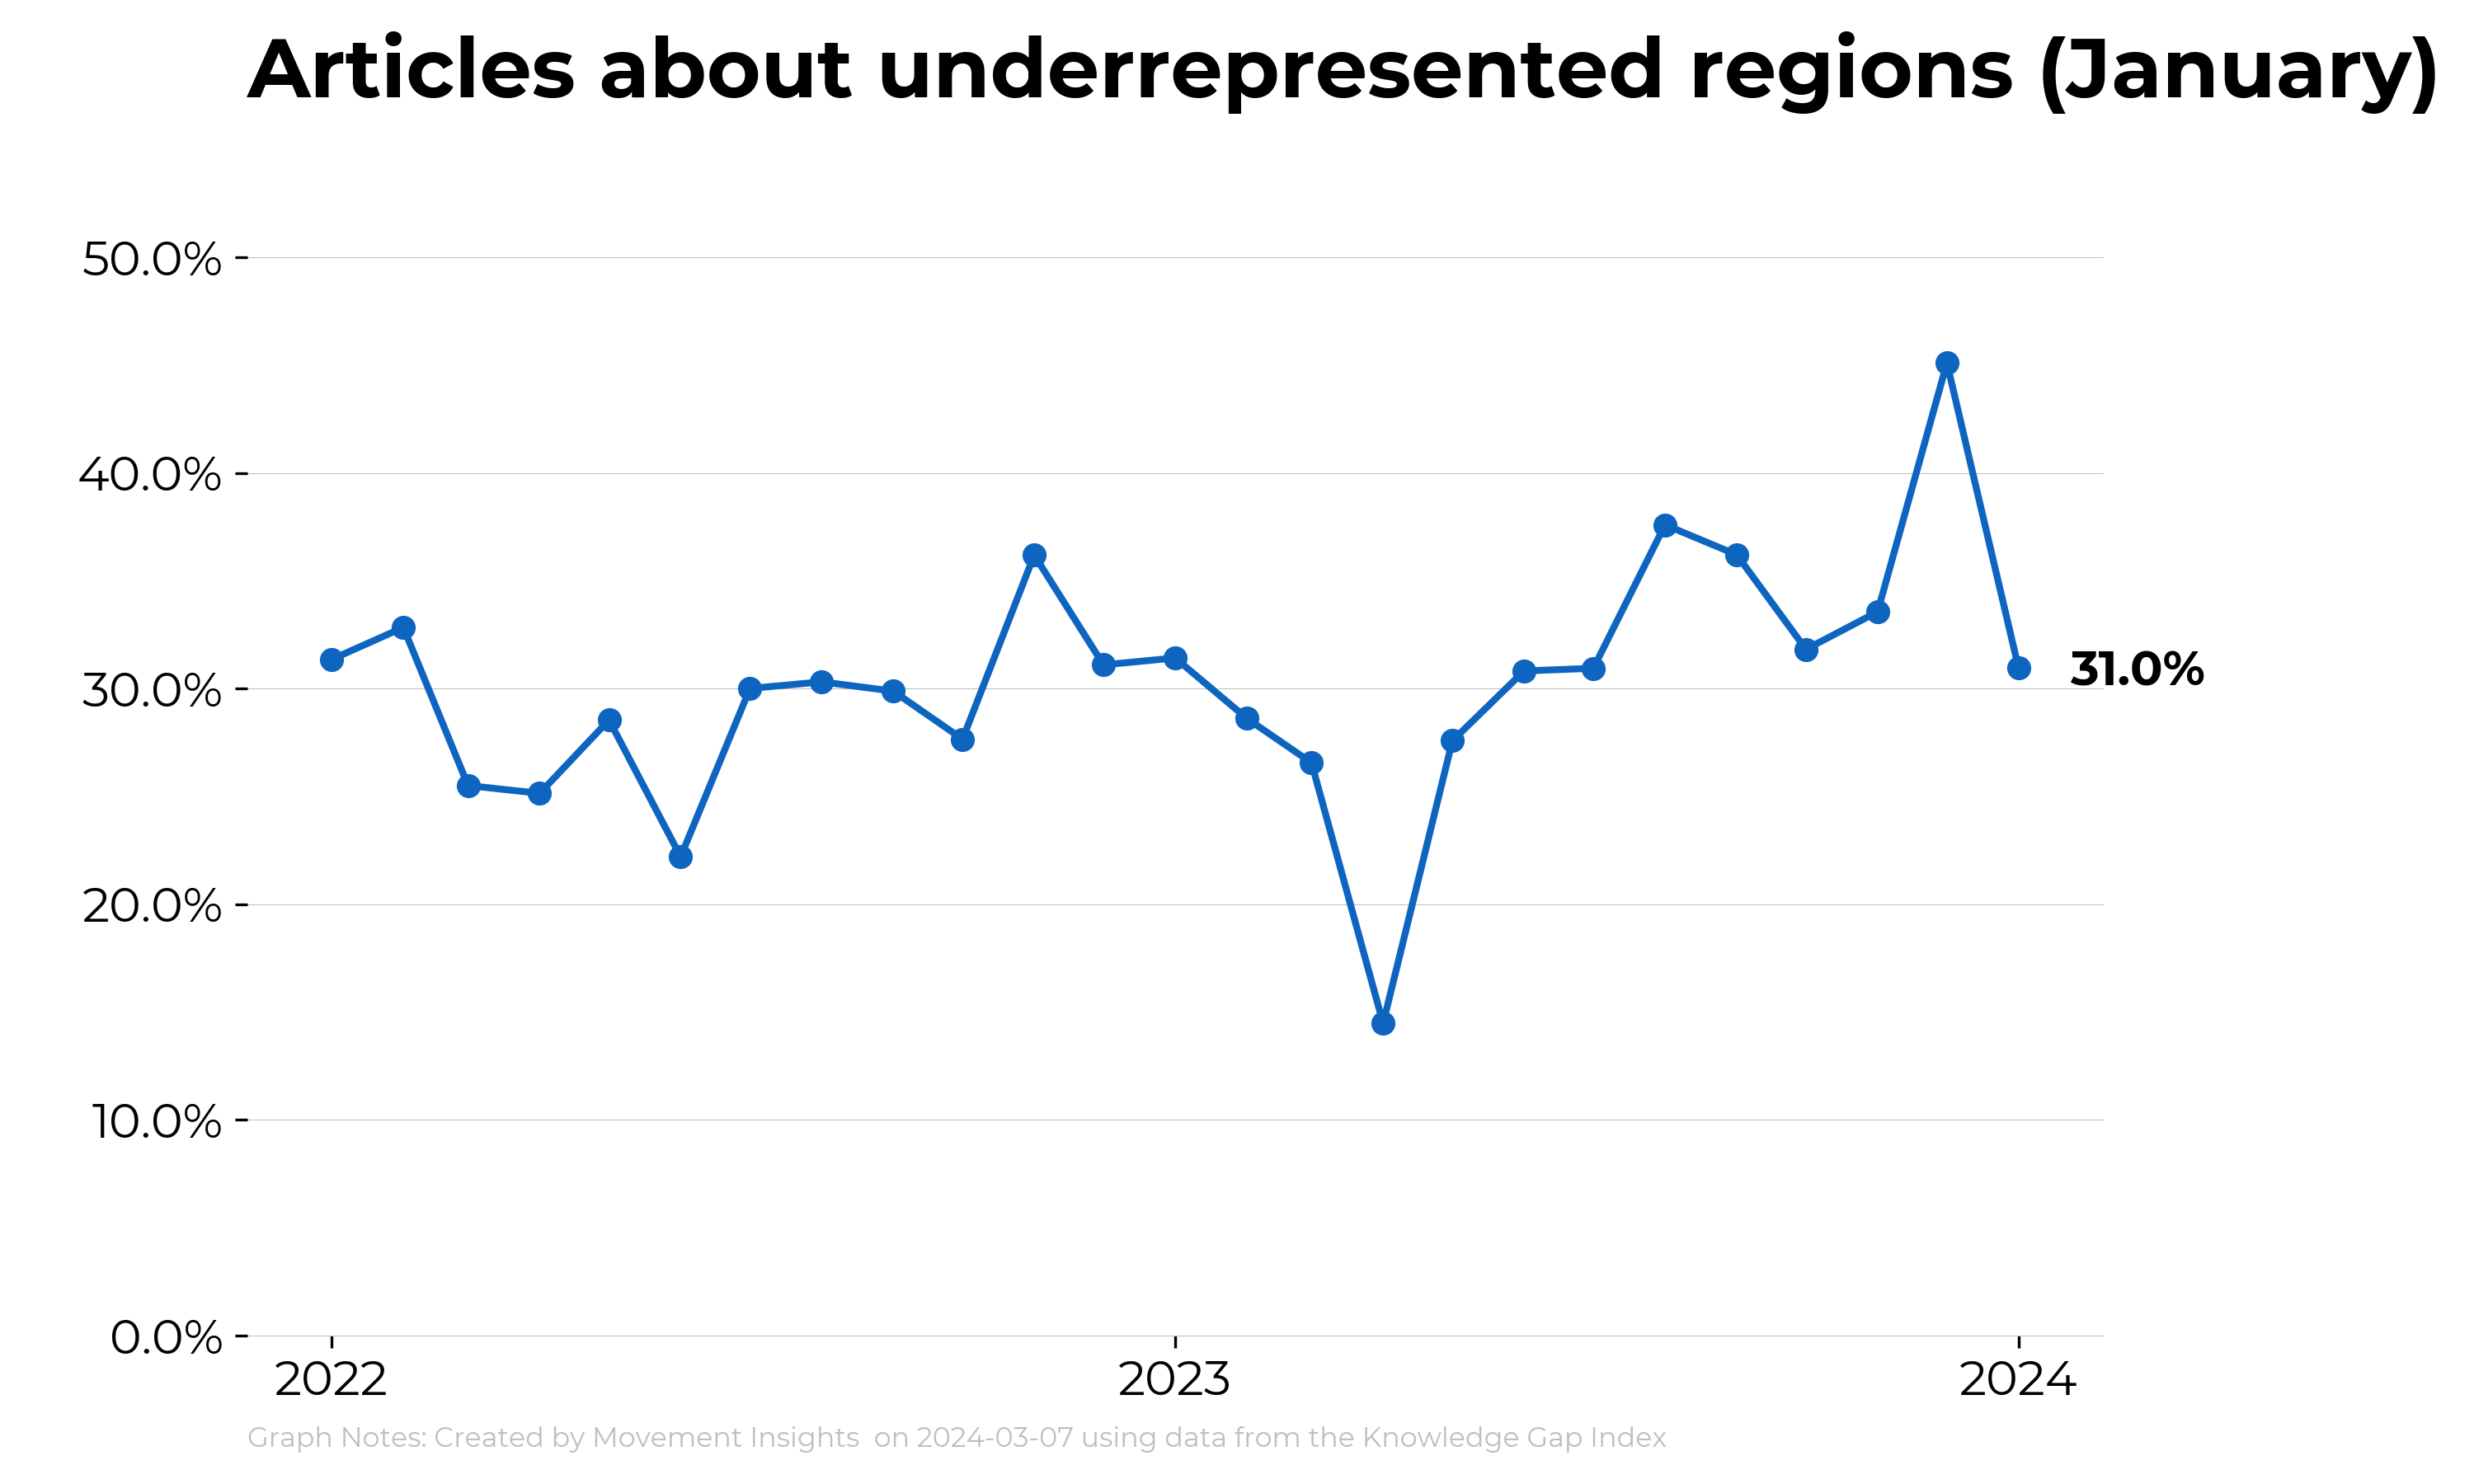 Articles about underrepresented regions (January)
50.0%
40.0%
30.0%
31.0%
20.0%
10.0%
0.0%
2022 2023 2024
Graph Notes: Created by Movement Insights  on 2024-03-07 using data from the Knowledge Gap Index